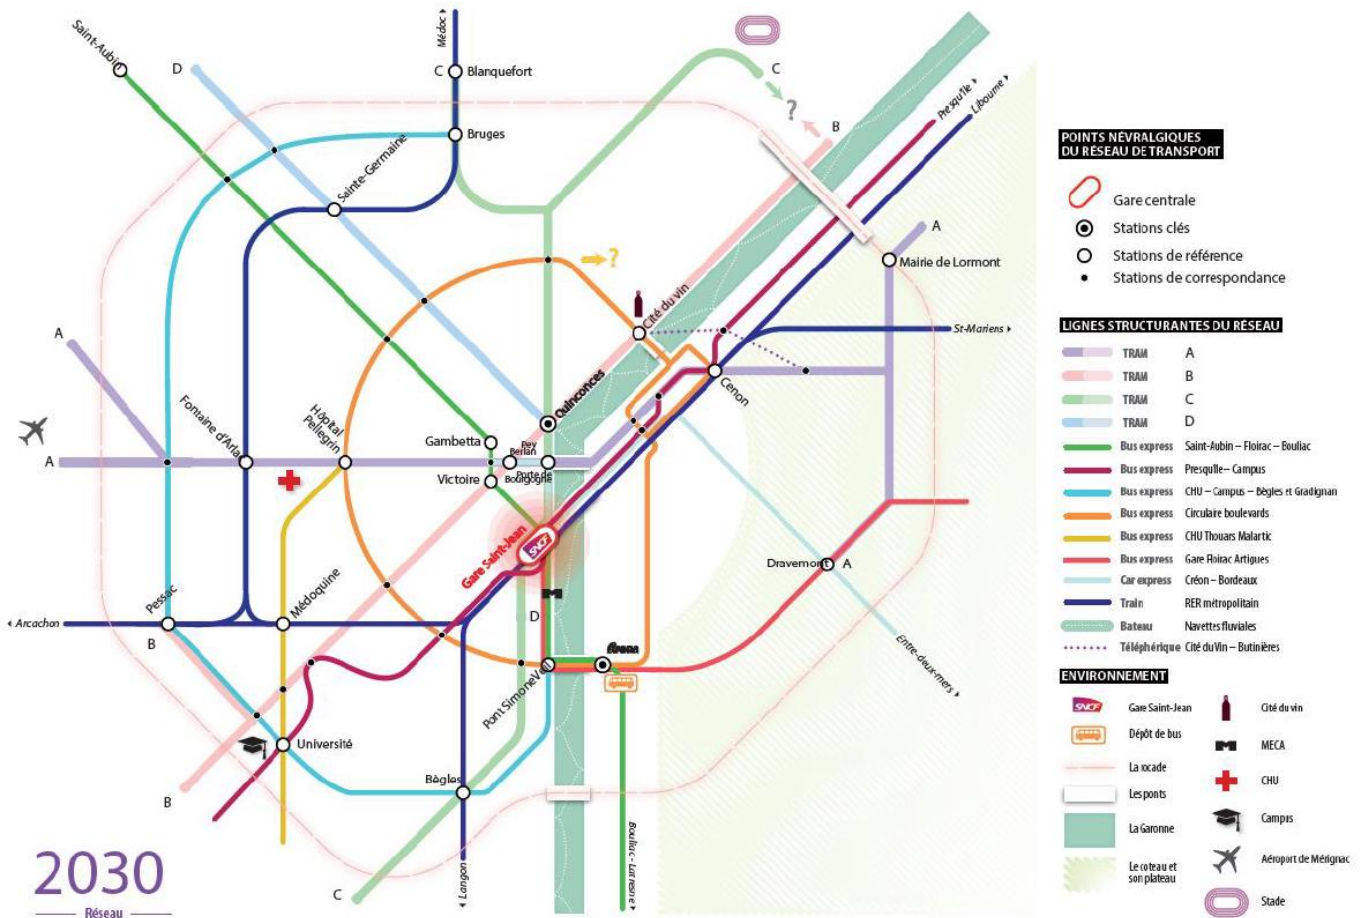 Saint-Aubin
D
Médoc
C
Blanquefort
Bruges
Sainte-Germaine
C
?
B
Presqu'île
Libourne
A
Mairie de Lormont
?
Cité du vin
St-Mariens
A
A
Fontaine d'Arla
Hôpital
Pellegrin
Gambetta
Victoire
Pey
Berlan
Porte de
Bourgogne
Quinconces
Cenon
Gare Saint-Jean
SNCF
Dravemont
A
Entre-deux-mers
Arcachon
Pessac
B
Médoquine
D
M
Pont Simone Veil
Université
Bègles
B
C
Langon
Bouliac - Latresne
2030
Réseau
POINTS NÉVRALGIQUES
DU RÉSEAU DE TRANSPORT
Gare centrale
Stations clés
Stations de référence
Stations de correspondance
LIGNES STRUCTURANTES DU RÉSEAU
TRAM A
TRAM B
TRAM C
TRAM D
Bus express Saint-Aubin – Floirac – Bouliac
Bus express Presqu'île – Campus
Bus express CHU – Campus – Bègles et Gradignan
Bus express Circulaire boulevards
Bus express CHU Thouars Malartic
Bus express Gare Floirac Artigues
Car express Créon – Bordeaux
Train RER métropolitain
Bateau Navettes fluviales
Téléphérique Cité du Vin – Butinières
ENVIRONNEMENT
SNCF Gare Saint-Jean
Dépôt de bus
La rocade
Les ponts
La Garonne
Le coteau et
son plateau
Cité du vin
MECA
CHU
Campus
Aéroport de Mérignac
Stade